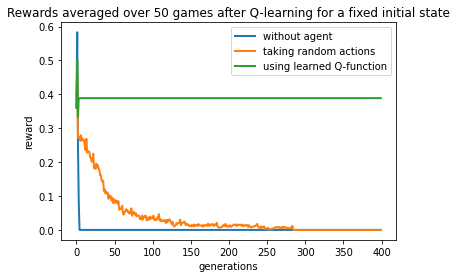 Rewards averaged over 50 games after Q-learning for a fixed initial state
without agent
taking random actions
using learned Q-function
reward
0.6
0.5
0.4
0.3
0.2
0.1
0.0
0 50 100 150 200 250 300 350 400
generations